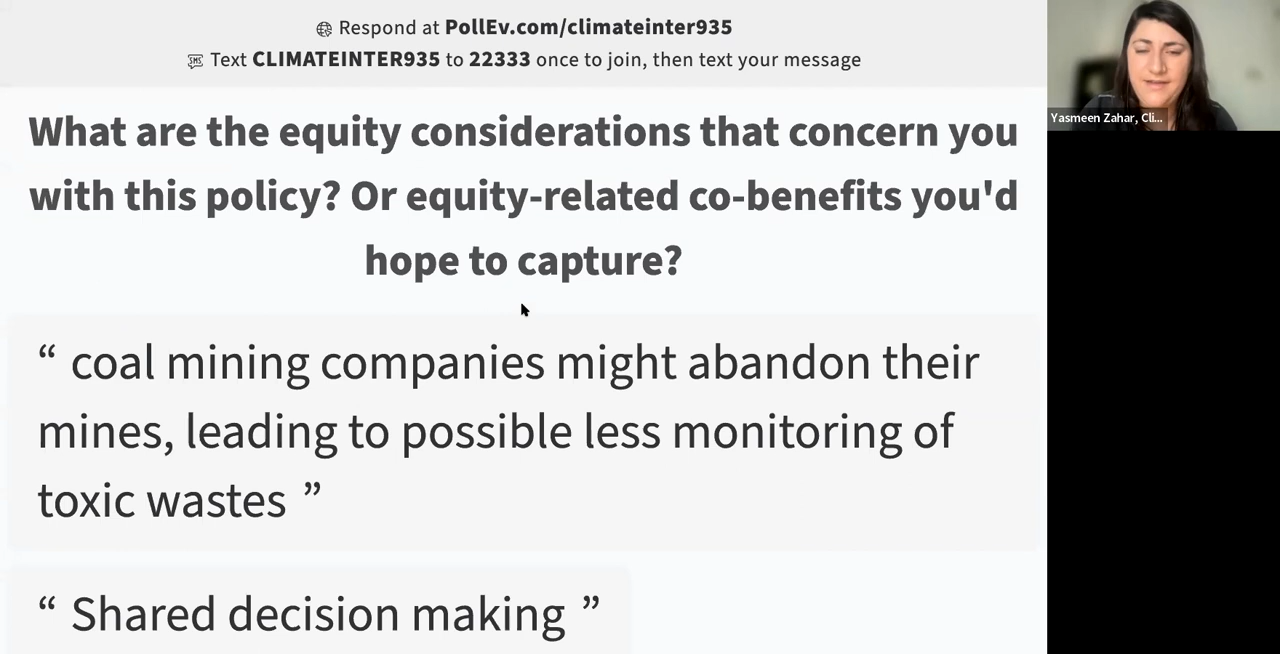 Respond at PollEv.com/climateinter935
Text CLIMATEINTER935 to 22333 once to join, then text your message
What are the equity considerations that concern you
with this policy? Or equity-related co-benefits you'd
hope to capture?
“ coal mining companies might abandon their
mines, leading to possible less monitoring of
toxic wastes ”
“ Shared decision making ”
Yasmeen Zahar, Cli...